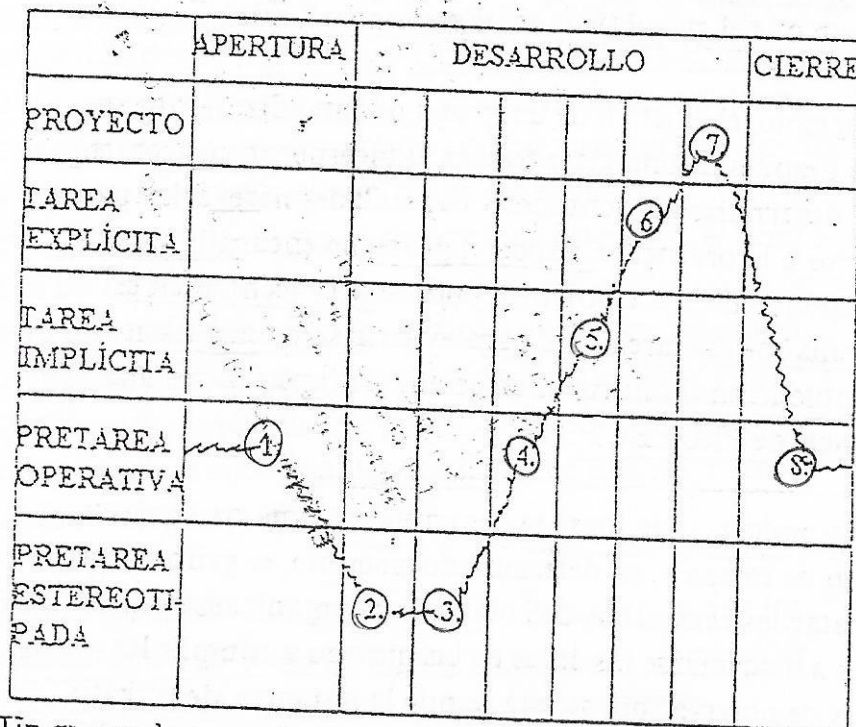 APERTURA DESARROLLO CIERRE
PROYECTO
TAREA
EXPLÍCITA
TAREA
IMPLÍCITA
PRETAREA
OPERATIVA
PRETAREA
ESTEREOTI-
PADA
7
6
5.
1. 4. 8.
2. 3.